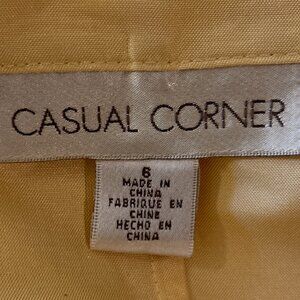 CASUAL CORNER
6
MADE IN
CHINA
FABRIQUE EN
CHINE
HECHO EN
CHINA